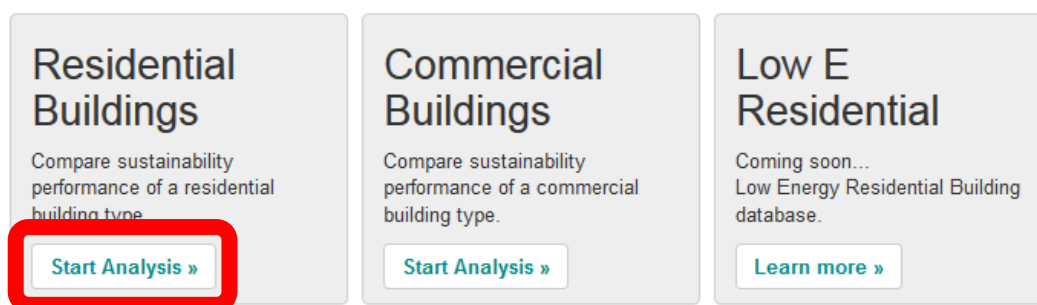 Residential
Buildings
Compare sustainability
performance of a residential
building type.
Start Analysis »
Commercial
Buildings
Compare sustainability
performance of a commercial
building type.
Start Analysis »
Low E
Residential
Coming soon...
Low Energy Residential Building
database.
Learn more »